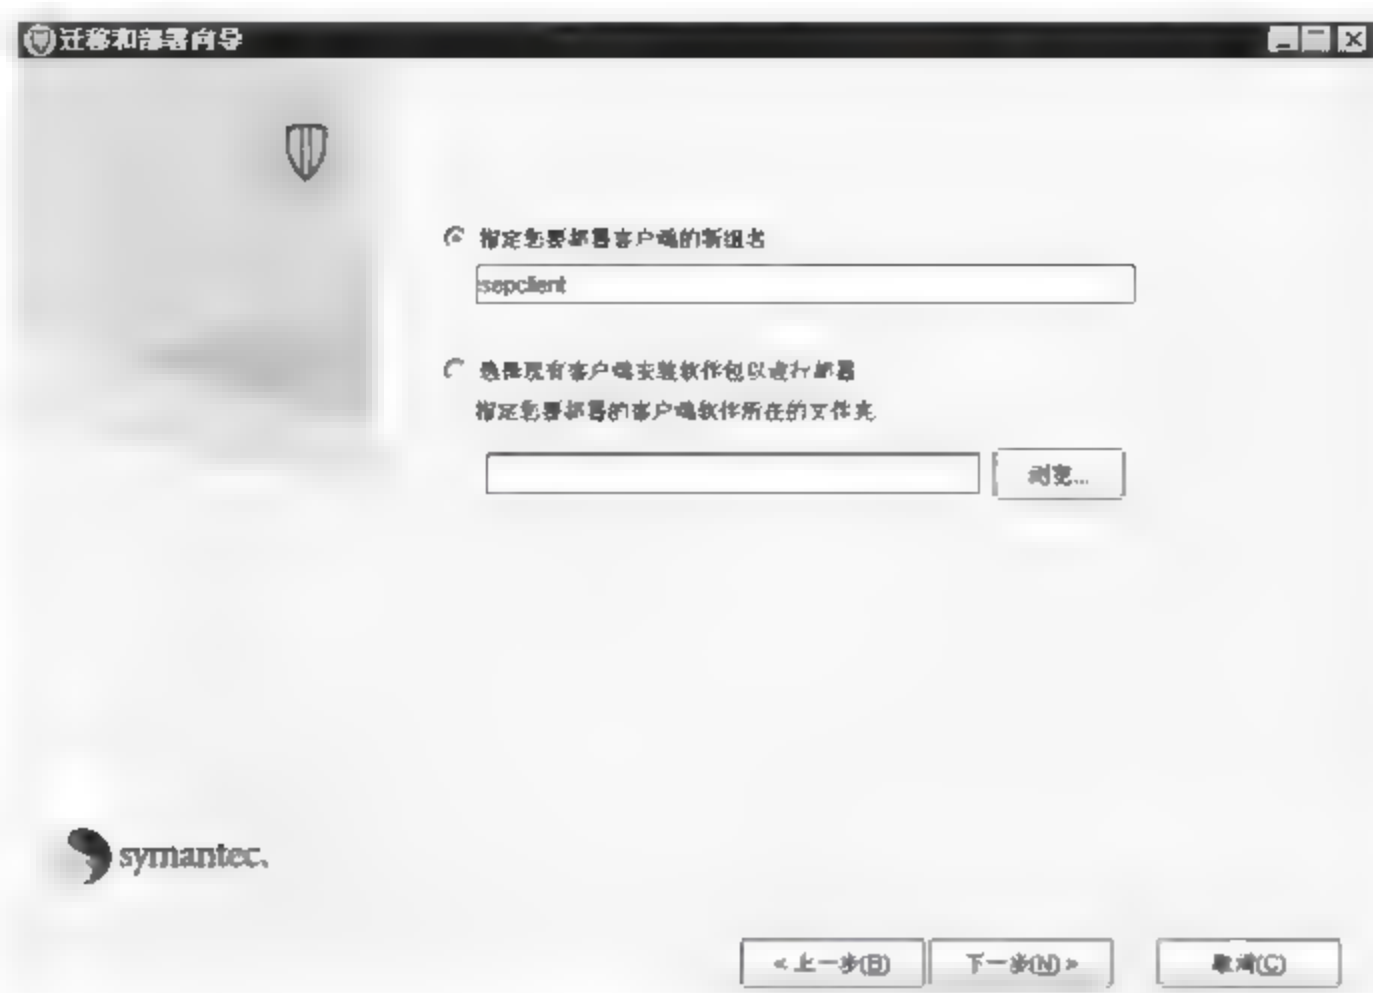 迁移和部署向导
指定您要部署客户端的新组名
sepclient
选择现有客户端安装软件包以进行部署
指定您要部署的客户端软件所在的文件夹
浏览...
symantec.
< 上一步(B)
下一步(N) >
取消(C)